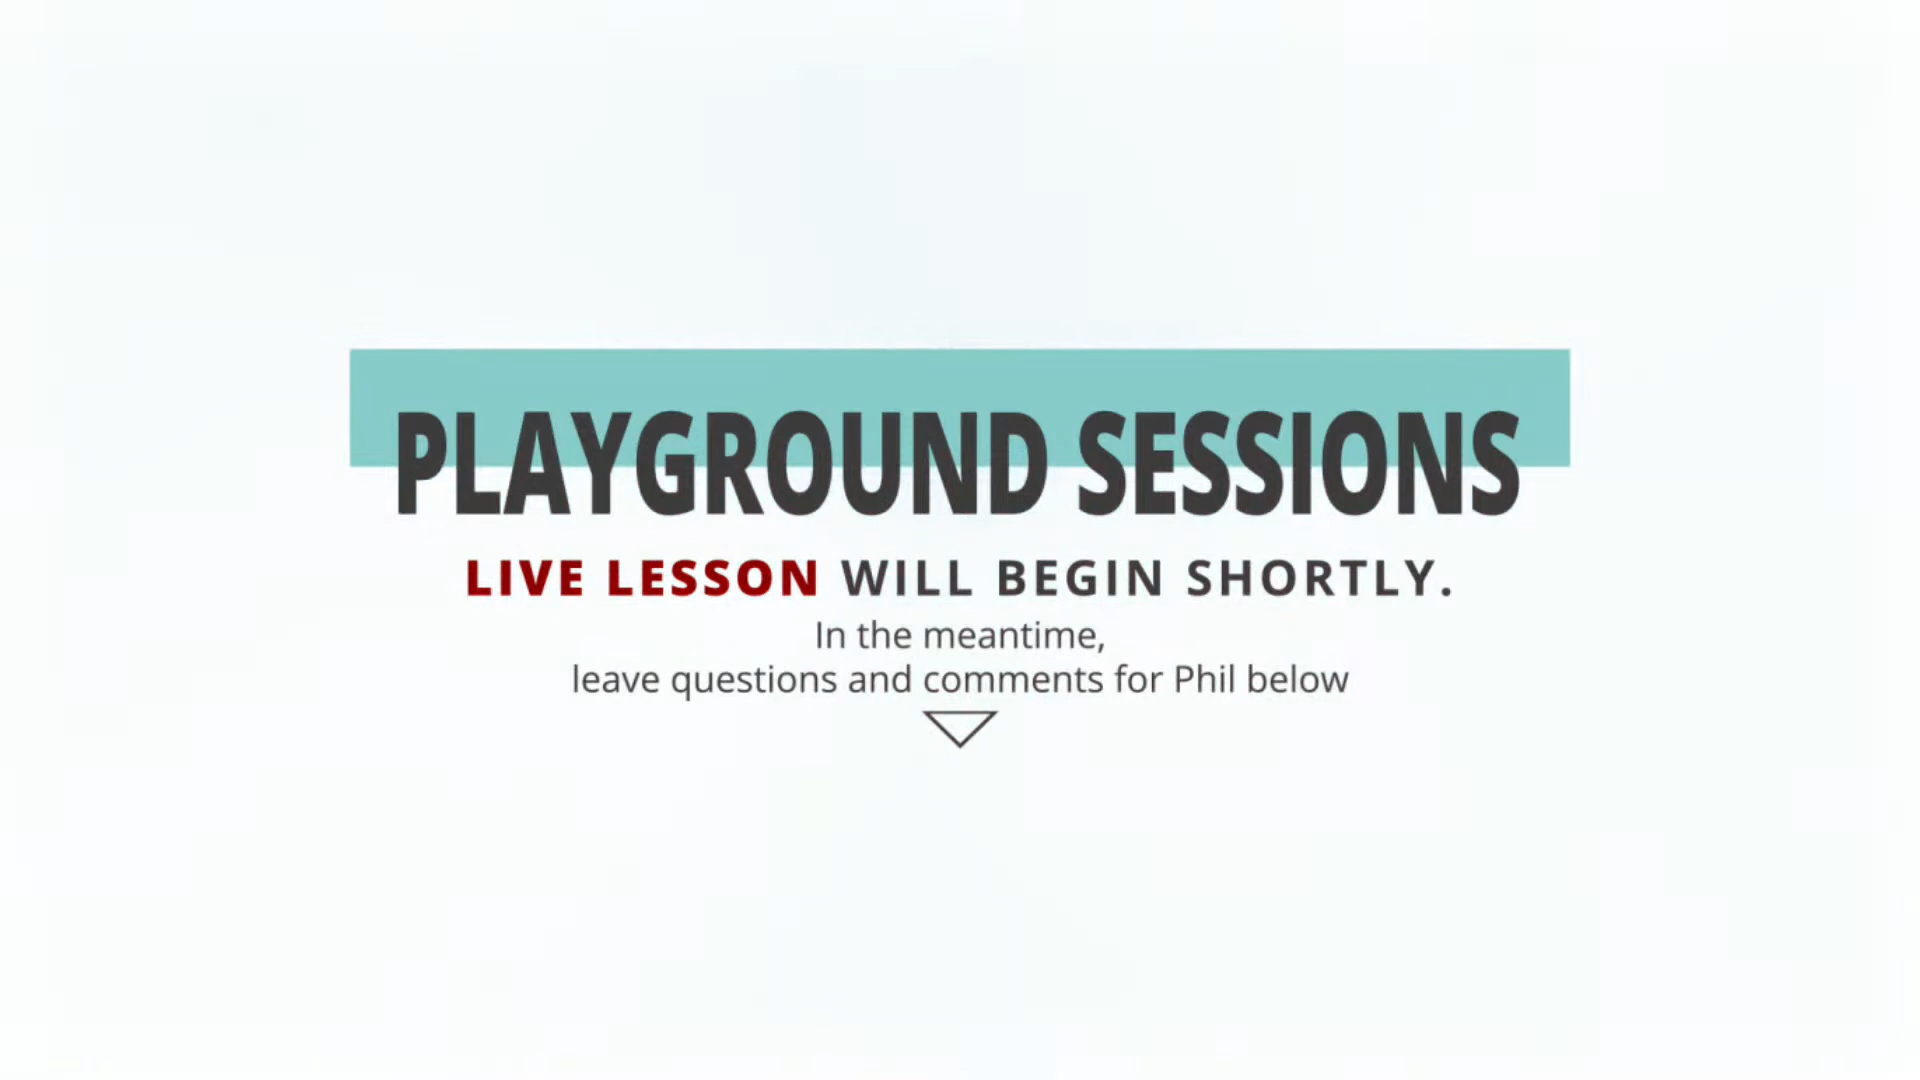 PLAYGROUND SESSIONS
LIVE LESSON WILL BEGIN SHORTLY.
In the meantime,
leave questions and comments for Phil below